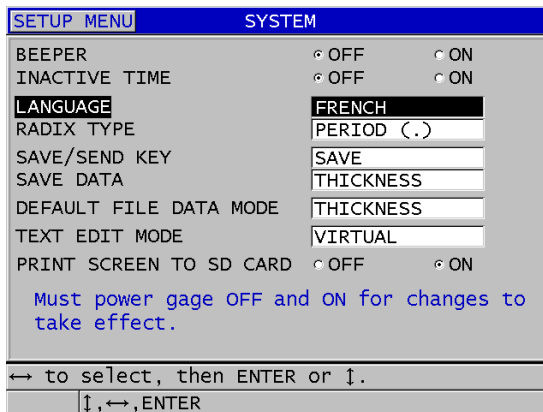 SETUP MENU SYSTEM
BEEPER OFF ON
INACTIVE TIME OFF ON
LANGUAGE FRENCH
RADIX TYPE PERIOD (.)
SAVE/SEND KEY SAVE
SAVE DATA THICKNESS
DEFAULT FILE DATA MODE THICKNESS
TEXT EDIT MODE VIRTUAL
PRINT SCREEN TO SD CARD OFF ON
Must power gage OFF and ON for changes to
take effect.
↔ to select, then ENTER or ↕.
↕,↔,ENTER